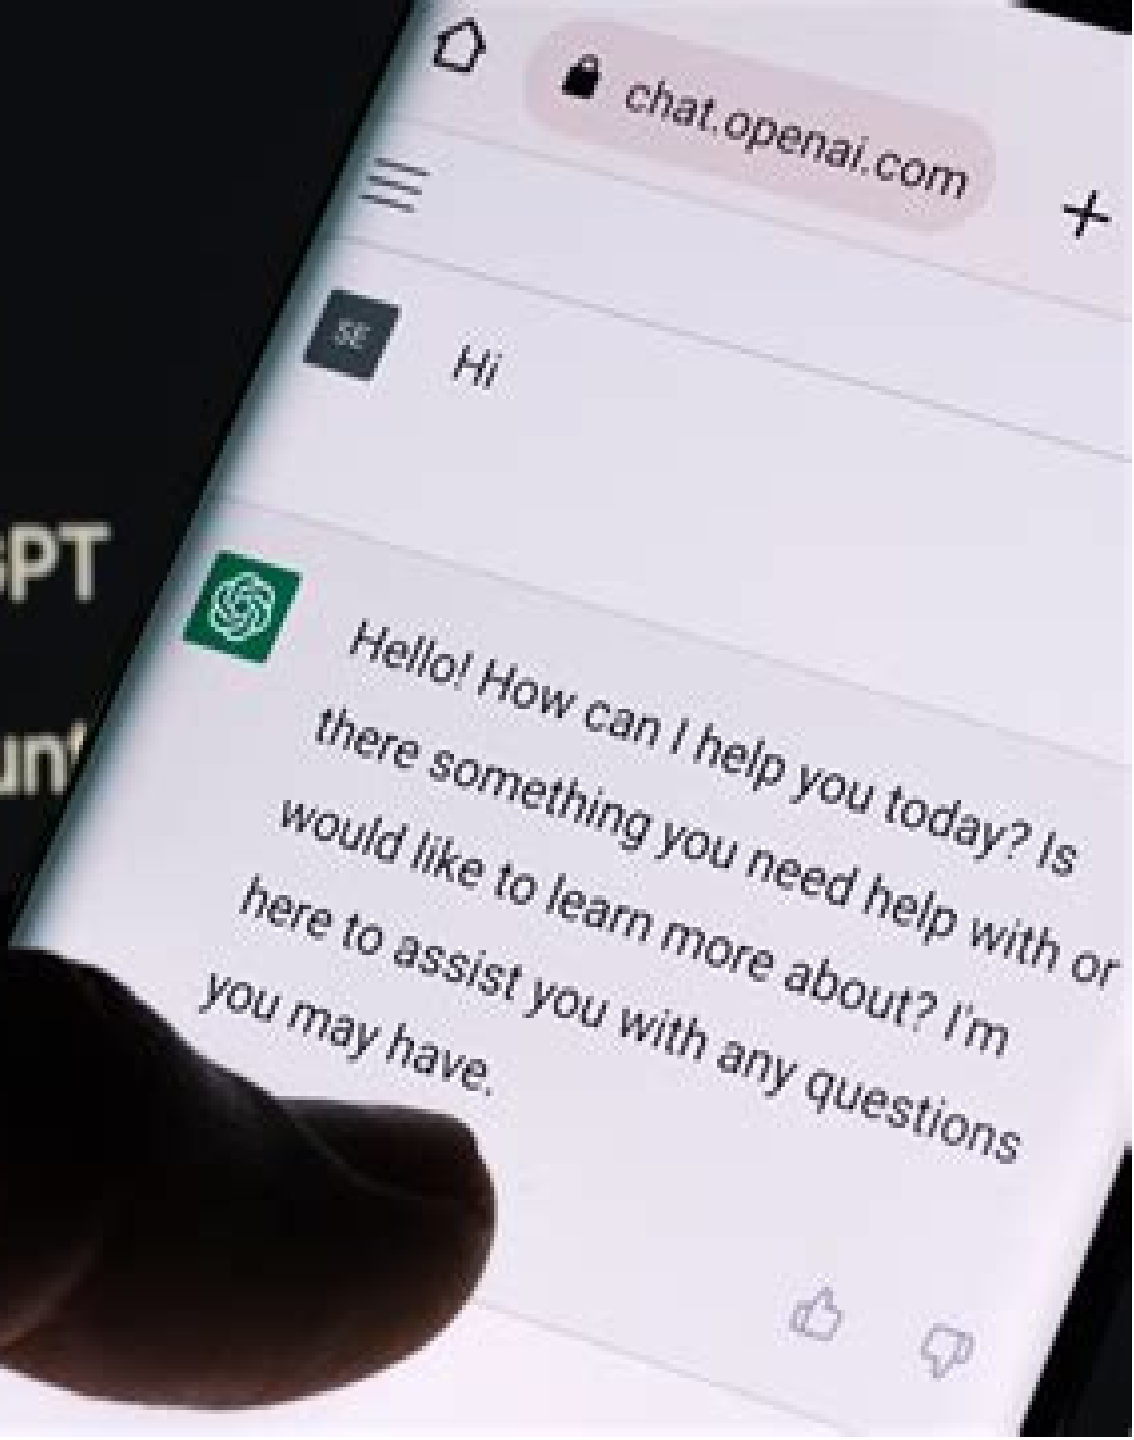 chat.openai.com
SE
Hi
Hello! How can I help you today? Is
there something you need help with or
would like to learn more about? I'm
here to assist you with any questions
you may have.